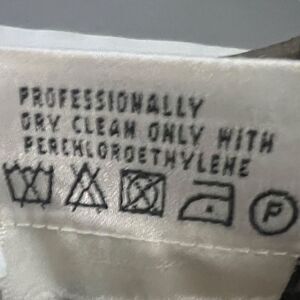 PROFESSIONALLY
DRY CLEAN ONLY WITH
PERCHLOROETHYLENE
P